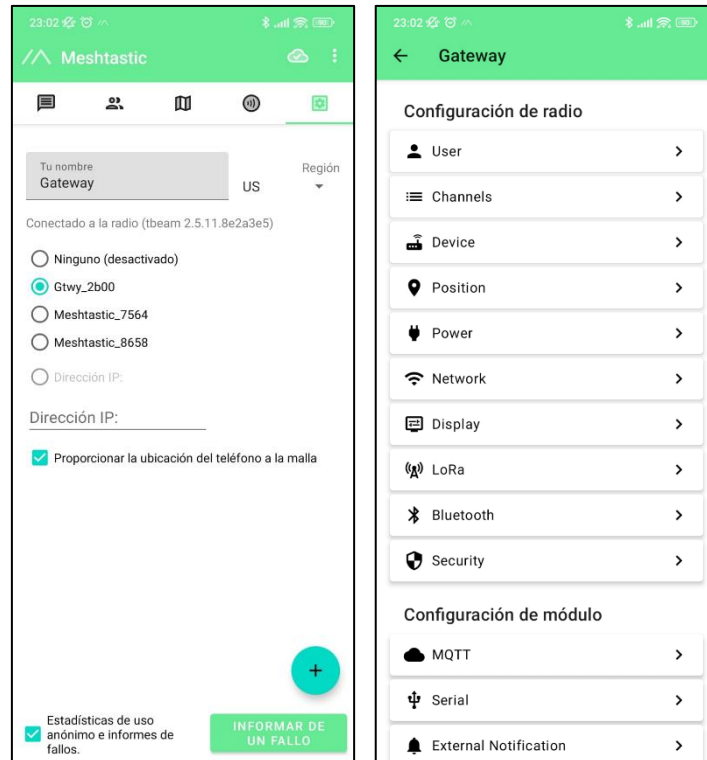 23:02
Meshtastic
Tu nombre
Gateway
US
Región
Conectado a la radio (tbeam 2.5.11.8e2a3e5)
Ninguno (desactivado)
Gtwy_2b00
Meshtastic_7564
Meshtastic_8658
Dirección IP:
Dirección IP:
Proporcionar la ubicación del teléfono a la malla
Estadísticas de uso
anónimo e informes de
fallos.
INFORMAR DE
UN FALLO
23:02
Gateway
Configuración de radio
User
Channels
Device
Position
Power
Network
Display
LoRa
Bluetooth
Security
Configuración de módulo
MQTT
Serial
External Notification